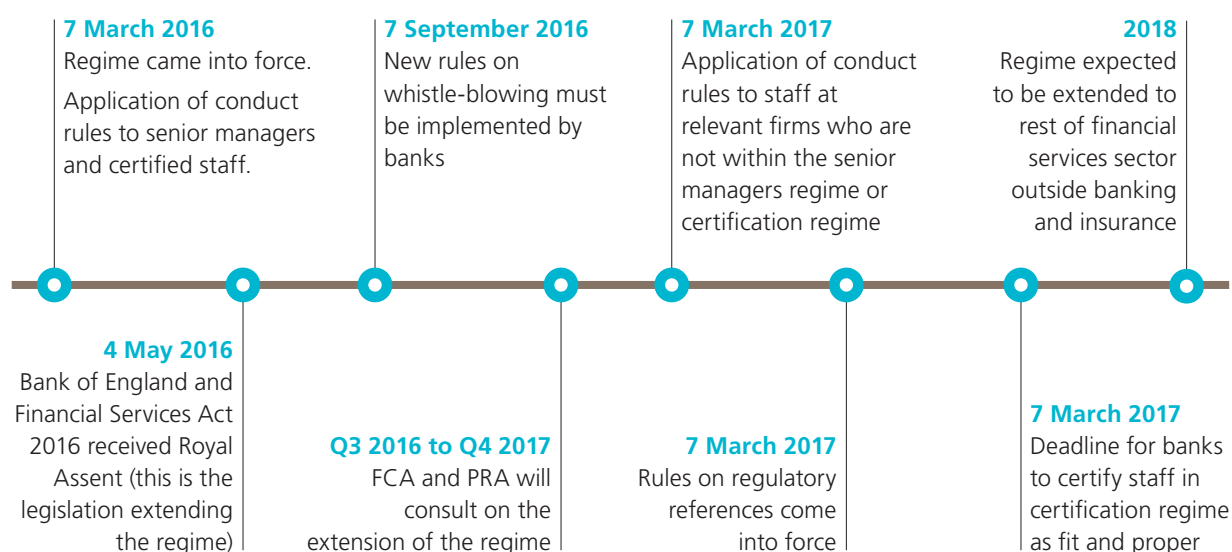 7 March 2016
Regime came into force.
Application of conduct
rules to senior managers
and certified staff.
7 September 2016
New rules on
whistle-blowing must
be implemented by
banks
7 March 2017
Application of conduct
rules to staff at
relevant firms who are
not within the senior
managers regime or
certification regime
2018
Regime expected
to be extended to
rest of financial
services sector
outside banking
and insurance
4 May 2016
Bank of England and
Financial Services Act
2016 received Royal
Assent (this is the
legislation extending
the regime)
Q3 2016 to Q4 2017
FCA and PRA will
consult on the
extension of the regime
7 March 2017
Rules on regulatory
references come
into force
7 March 2017
Deadline for banks
to certify staff in
certification regime
as fit and proper